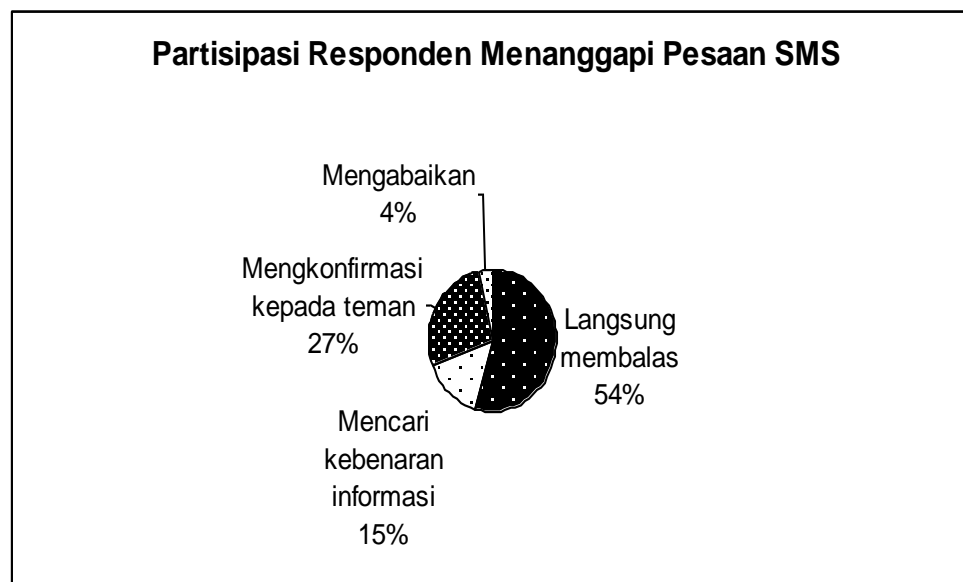 Partisipasi Responden Menanggapi Pesaan SMS
Mengabaikan
4%
Mengkonfirmasi
kepada teman
27%
Langsung
membalas
54%
Mencari
kebenaran
informasi
15%